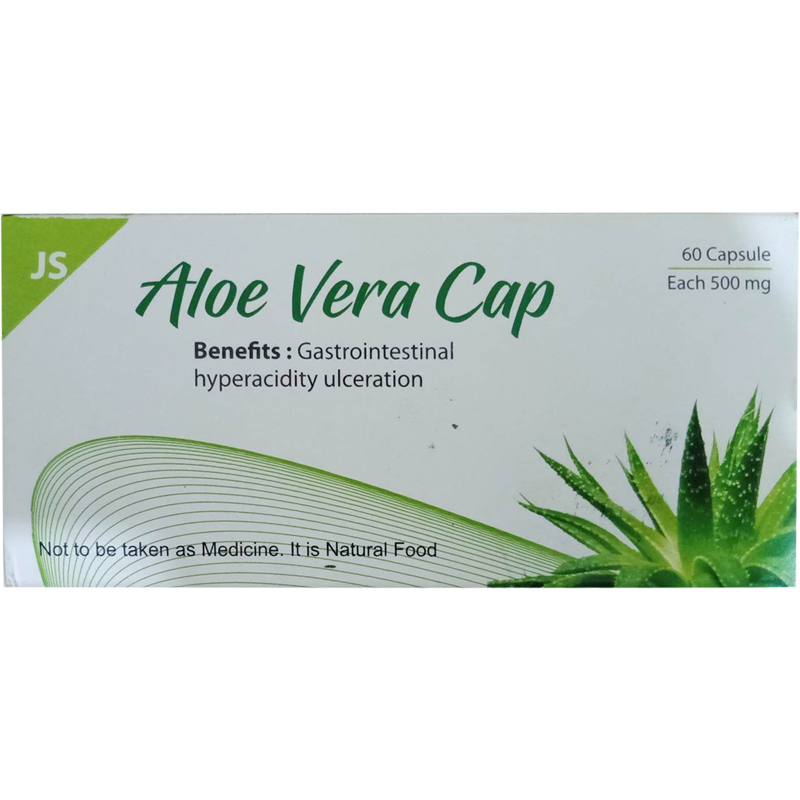 JS
Aloe Vera Cap
60 Capsule
Each 500 mg
Benefits : Gastrointestinal
hyperacidity ulceration
Not to be taken as Medicine. It is Natural Food